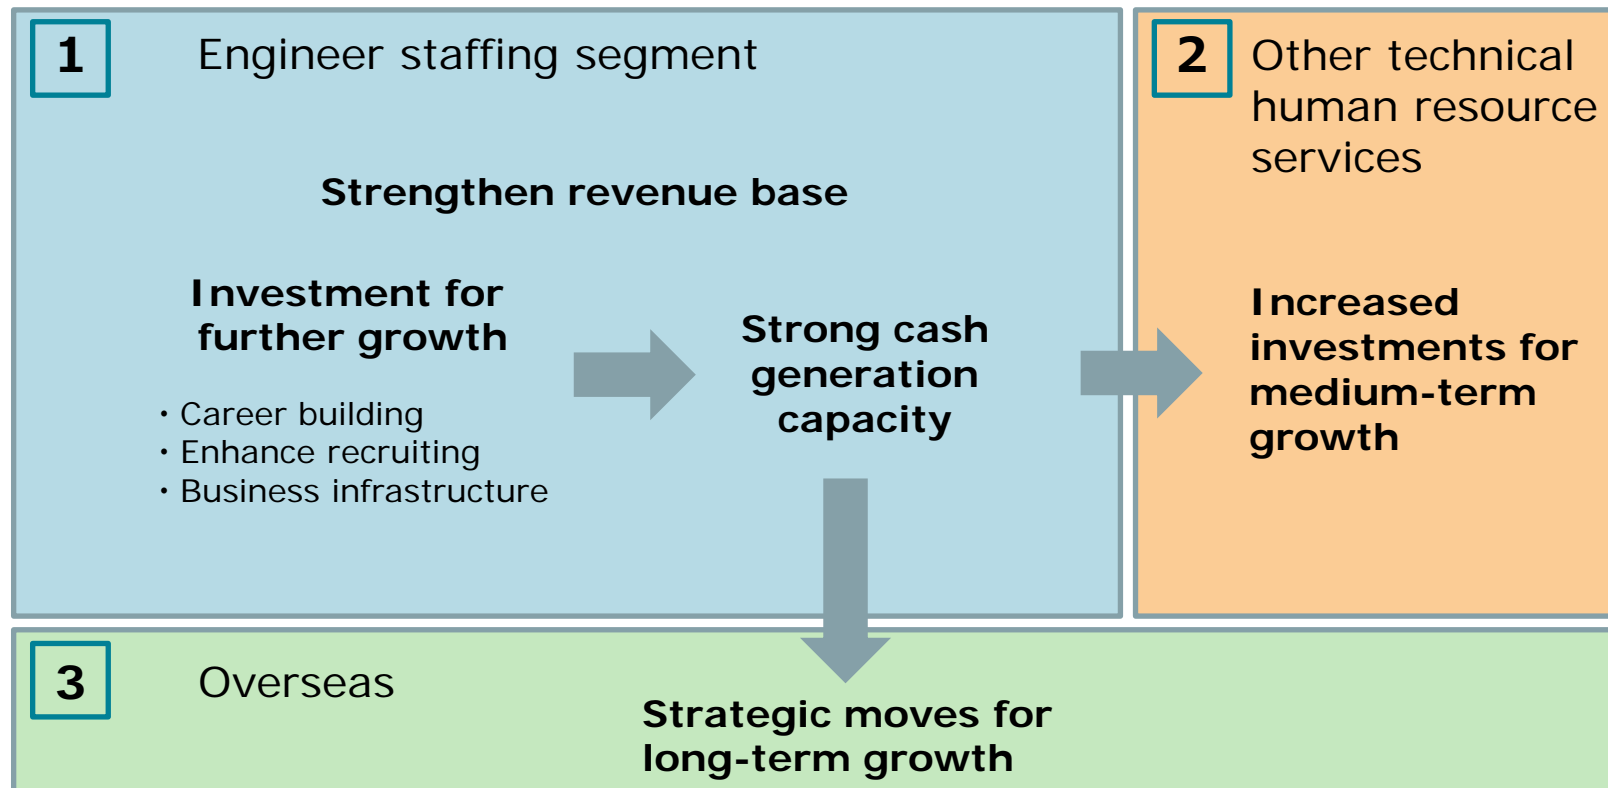 1
Engineer staffing segment
Strengthen revenue base
Investment for
further growth
・Career building
・Enhance recruiting
・Business infrastructure
Strong cash
generation
capacity
2
Other technical
human resource
services
Increased
investments for
medium-term
growth
3
Overseas
Strategic moves for
long-term growth